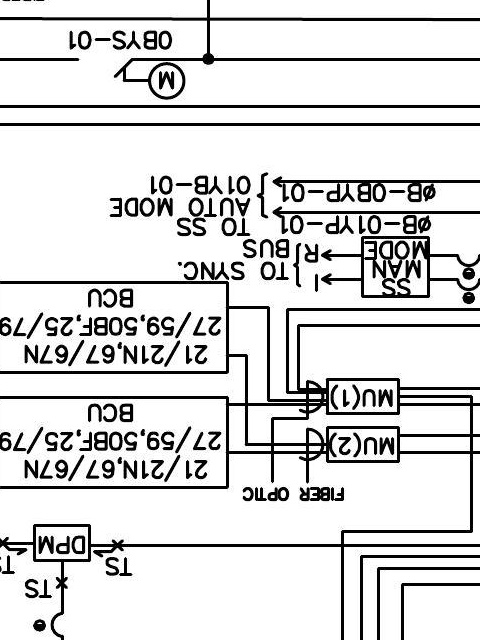 TS
TS
DPM
TS
FIBER OPTIC
MU(2)
21/21N,67/67N
27/59,50BF,25/79
BCU
MU(1)
21/21N,67/67N
27/59,50BF,25/79
BCU
SS
MAN
MODE
I
R
TO SYNC.
BUS
øB-01YP-01
øB-0BYP-01
TO SS
AUTO MODE
01YB-01
M
0BYS-01